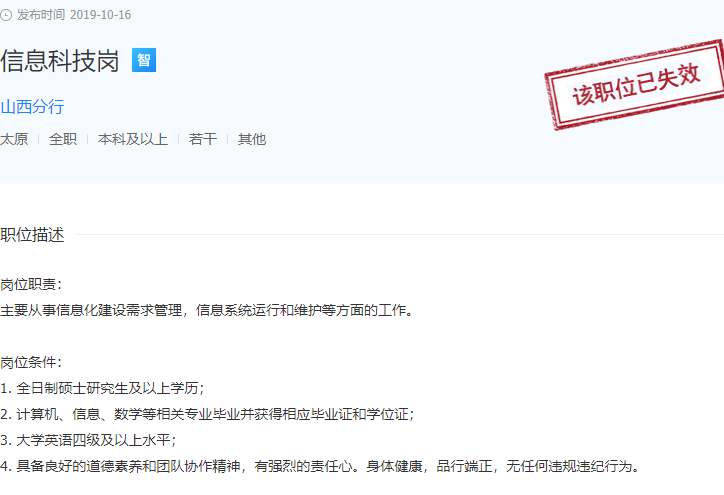 发布时间 2019-10-16
信息科技岗 智
该职位已失效
山西分行
太原 全职 本科及以上 若干 其他
职位描述
岗位职责：
主要从事信息化建设需求管理，信息系统运行和维护等方面的工作。
岗位条件：
1. 全日制硕士研究生及以上学历；
2. 计算机、信息、数学等相关专业毕业并获得相应毕业证和学位证；
3. 大学英语四级及以上水平；
4. 具备良好的道德素养和团队协作精神，有强烈的责任心。身体健康，品行端正，无任何违规违纪行为。